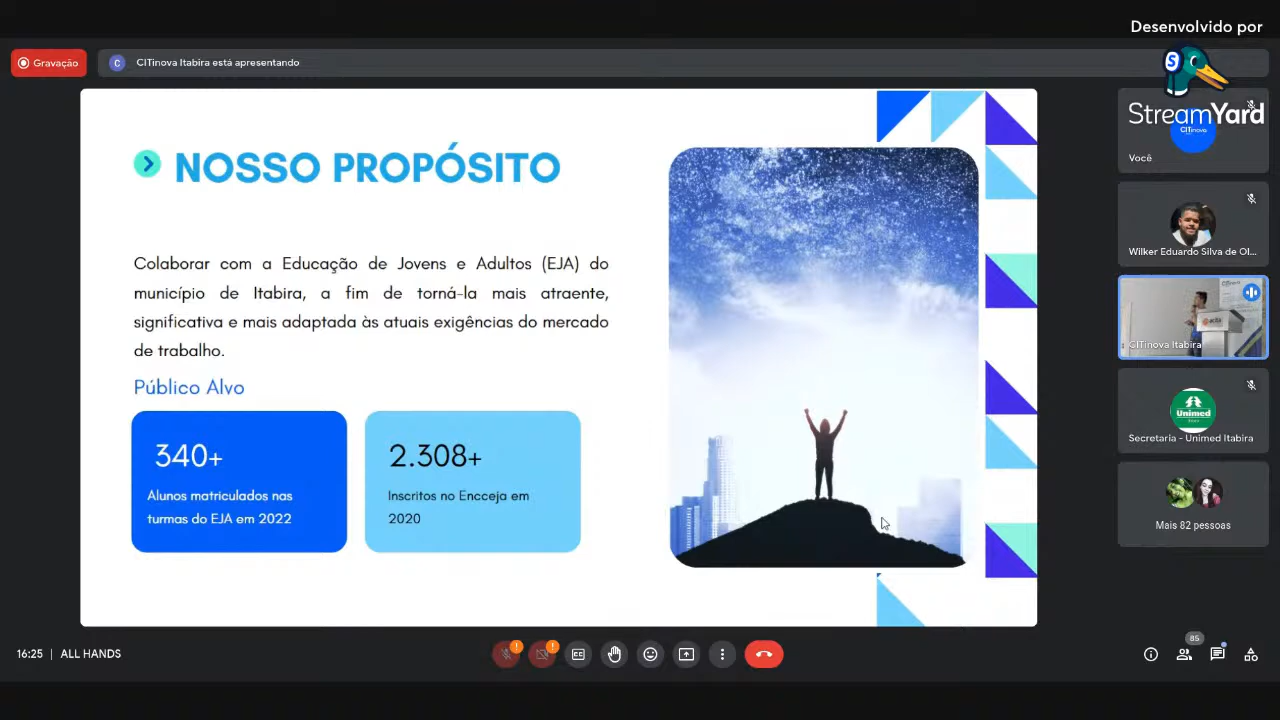 Desenvolvido por
StreamYard
Gravação
C
CITinova Itabira está apresentando
NOSSO PROPÓSITO
Colaborar com a Educação de Jovens e Adultos (EJA) do
município de Itabira, a fim de torná-la mais atraente,
significativa e mais adaptada às atuais exigências do mercado
de trabalho.
Público Alvo
340+
Alunos matriculados nas
turmas do EJA em 2022
2.308+
Inscritos no Encceja em
2020
S
CITinova
Você
Wilker Eduardo Silva de Ol...
acita
CITinova Itabira
Unimed
Secretaria - Unimed Itabira
Mais 82 pessoas
16:25 | ALL HANDS
85